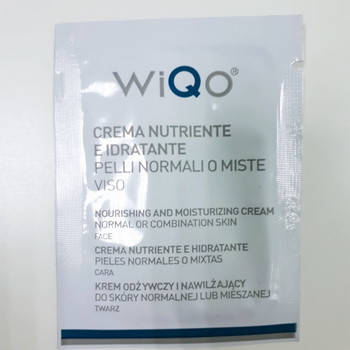 WiQo®
CREMA NUTRIENTE
E IDRATANTE
PELLI NORMALI O MISTE
VISO
NOURISHING AND MOISTURIZING CREAM
NORMAL OR COMBINATION SKIN
FACE
CREMA NUTRIENTE E HIDRATANTE
PIELES NORMALES O MIXTAS
CARA
KREM ODŻYWCZY I NAWILŻAJĄCY
DO SKÓRY NORMALNEJ LUB MIESZANEJ
TWARZ